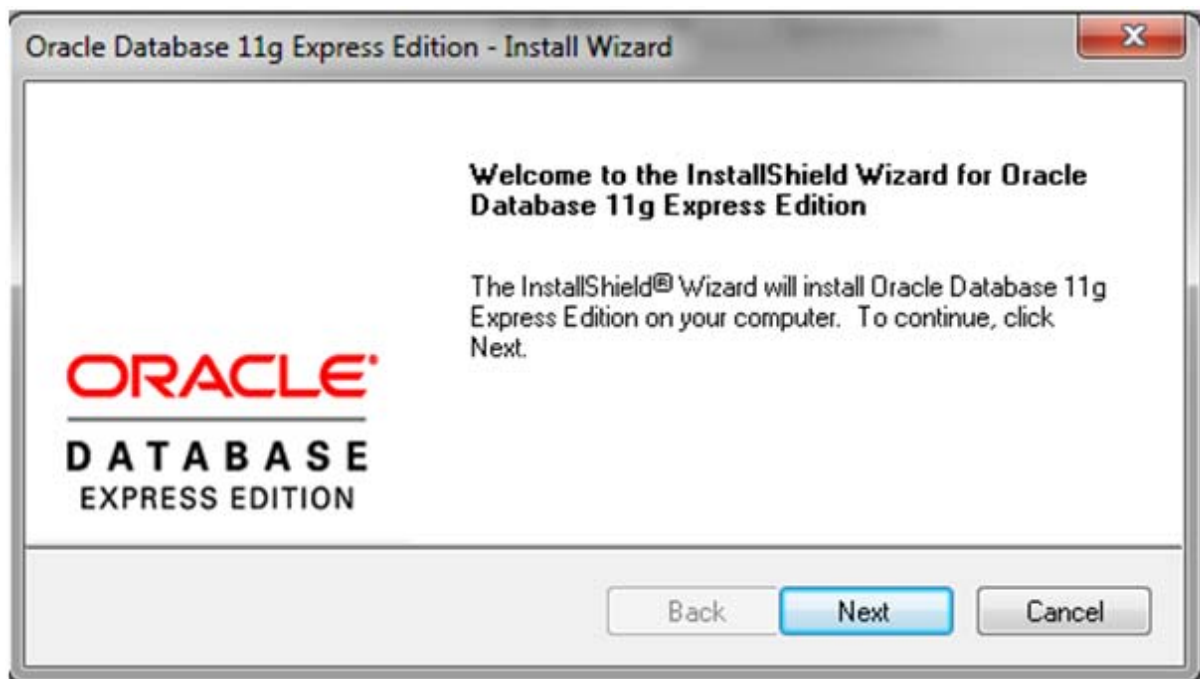 Oracle Database 11g Express Edition - Install Wizard
Welcome to the InstallShield Wizard for Oracle
Database 11g Express Edition
The InstallShield® Wizard will install Oracle Database 11g
Express Edition on your computer.  To continue, click
Next.
ORACLE
DATABASE
EXPRESS EDITION
Back
Next
Cancel